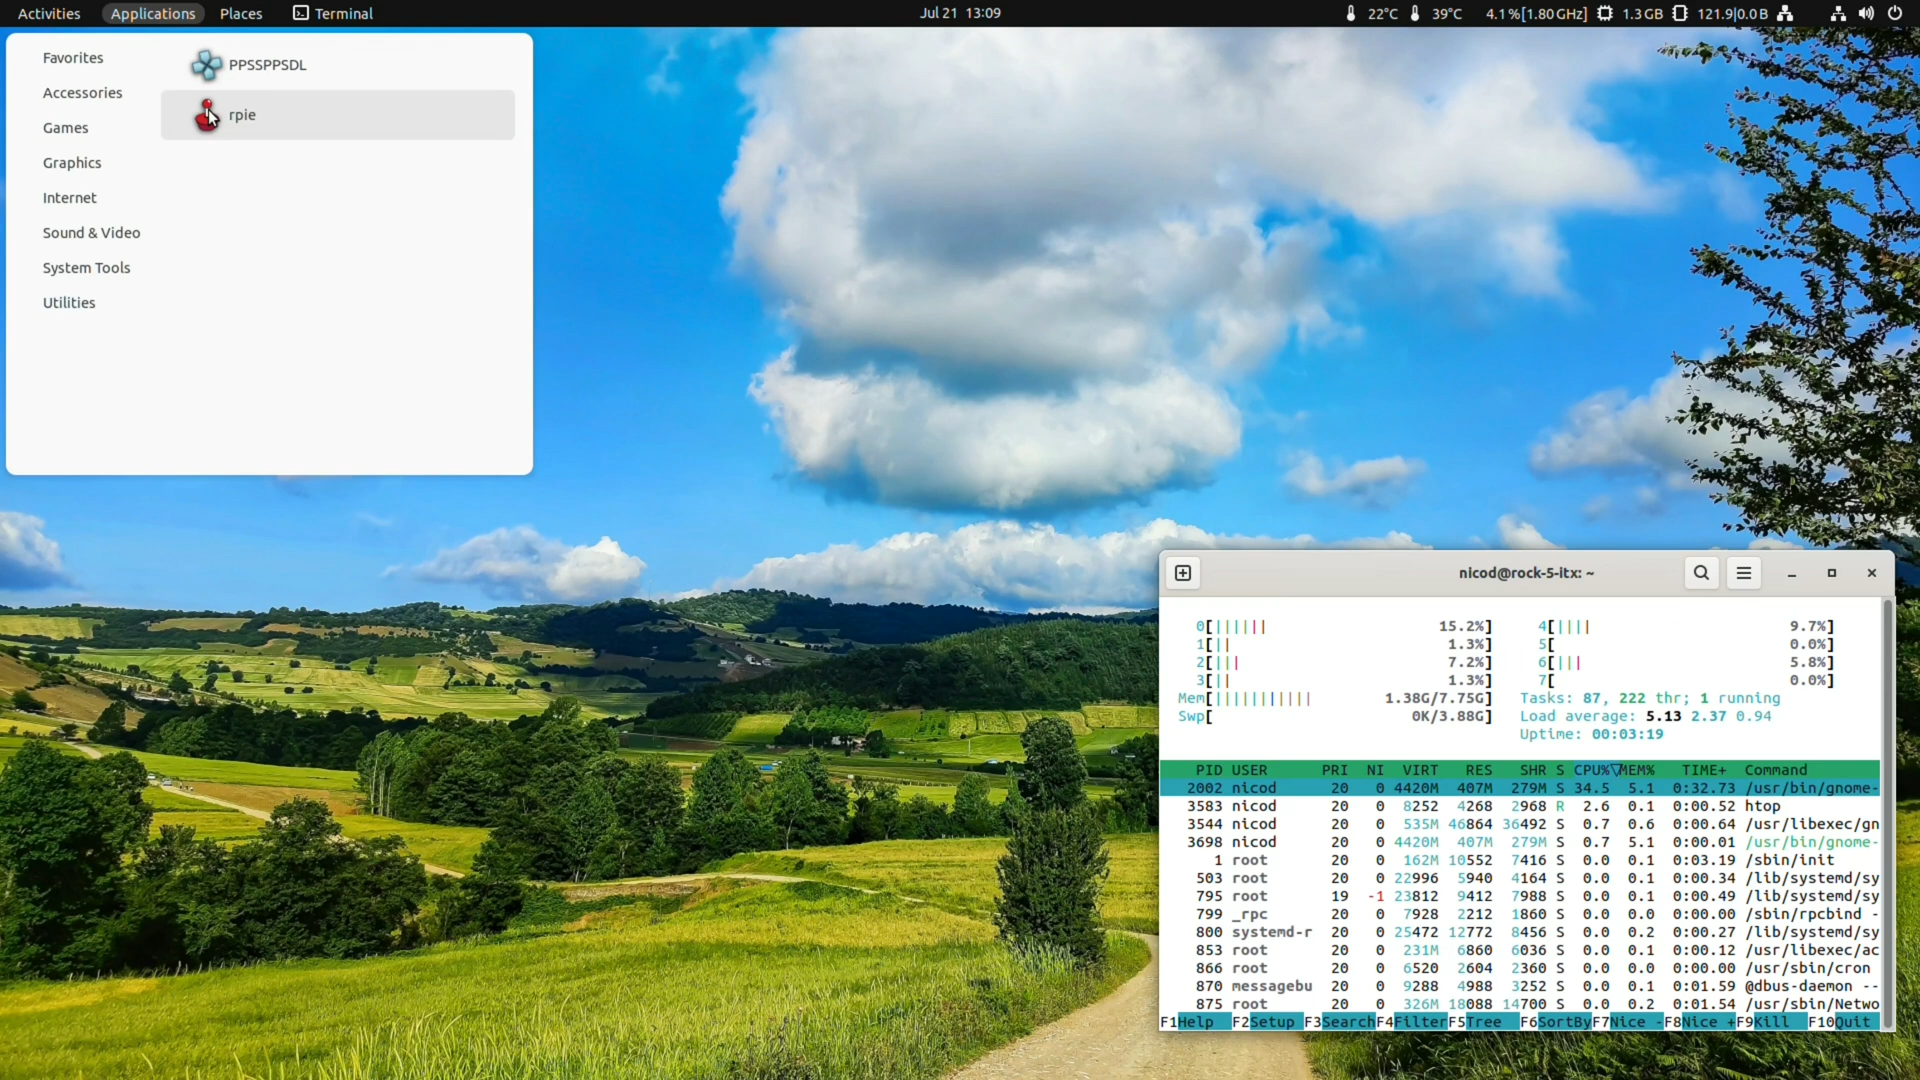 Activities Applications Places Terminal Jul 21 13:09 22°C 39°C 4.1%[1.80GHz] 1.3GB 121.9|0.0B
Favorites
Accessories
Games
Graphics
Internet
Sound & Video
System Tools
Utilities
PPSSPPSDL
rpie
nicod@rock-5-itx: ~
0[|||||| 15.2%] 4[|||| 9.7%]
1[|| 1.3%] 5[ 0.0%]
2[||| 7.2%] 6[||| 5.8%]
3[|| 1.3%] 7[ 0.0%]
Mem[||||||||||| 1.38G/7.75G] Tasks: 87, 222 thr; 1 running
Swp[ 0K/3.88G] Load average: 5.13 2.37 0.94
Uptime: 00:03:19
PID USER PRI NI VIRT RES SHR S CPU%▽MEM% TIME+ Command
2002 nicod 20 0 4420M 407M 279M S 34.5 5.1 0:32.73 /usr/bin/gnome-
3583 nicod 20 0 8252 4268 2968 R 2.6 0.1 0:00.52 htop
3544 nicod 20 0 535M 46864 36492 S 0.7 0.6 0:00.64 /usr/libexec/gn
3698 nicod 20 0 4420M 407M 279M S 0.7 5.1 0:00.01 /usr/bin/gnome-
1 root 20 0 162M 10552 7416 S 0.0 0.1 0:03.19 /sbin/init
503 root 20 0 22996 5940 4164 S 0.0 0.1 0:00.34 /lib/systemd/sy
795 root 19 -1 23812 9412 7988 S 0.0 0.1 0:00.49 /lib/systemd/sy
799 _rpc 20 0 7928 2212 1860 S 0.0 0.0 0:00.00 /sbin/rpcbind -
800 systemd-r 20 0 25472 12772 8456 S 0.0 0.2 0:00.27 /lib/systemd/sy
853 root 20 0 231M 6860 6036 S 0.0 0.1 0:00.12 /usr/libexec/ac
866 root 20 0 6520 2604 2360 S 0.0 0.0 0:00.00 /usr/sbin/cron
870 messagebu 20 0 9288 4988 3252 S 0.0 0.1 0:01.59 @dbus-daemon --
875 root 20 0 326M 18088 14700 S 0.0 0.2 0:01.54 /usr/sbin/Netwo
F1Help F2Setup F3SearchF4FilterF5Tree F6SortByF7Nice -F8Nice +F9Kill F10Quit